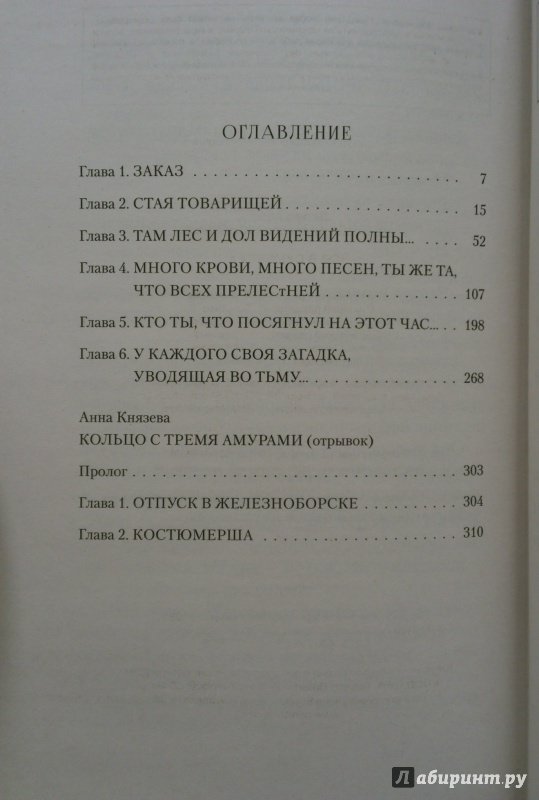 ОГЛАВЛЕНИЕ
Глава 1. ЗАКАЗ . . . . . . . . . . . . . . . . . . . . . . . . . . . 7
Глава 2. СТАЯ ТОВАРИЩЕЙ . . . . . . . . . . . . . . . . . . 15
Глава 3. ТАМ ЛЕС И ДОЛ ВИДЕНИЙ ПОЛНЫ... . . . . . 52
Глава 4. МНОГО КРОВИ, МНОГО ПЕСЕН, ТЫ ЖЕ ТА,
ЧТО ВСЕХ ПРЕЛЕСтНЕЙ . . . . . . . . . . . . . . 107
Глава 5. КТО ТЫ, ЧТО ПОСЯГНУЛ НА ЭТОТ ЧАС... . . 198
Глава 6. У КАЖДОГО СВОЯ ЗАГАДКА,
УВОДЯЩАЯ ВО ТЬМУ... . . . . . . . . . . . . . . . 268
Анна Князева
КОЛЬЦО С ТРЕМЯ АМУРАМИ (отрывок)
Пролог . . . . . . . . . . . . . . . . . . . . . . . . . . . . . . . . 303
Глава 1. ОТПУСК В ЖЕЛЕЗНОБОРСКЕ . . . . . . . . . . 304
Глава 2. КОСТЮМЕРША . . . . . . . . . . . . . . . . . . . . 310
Лабиринт.ру